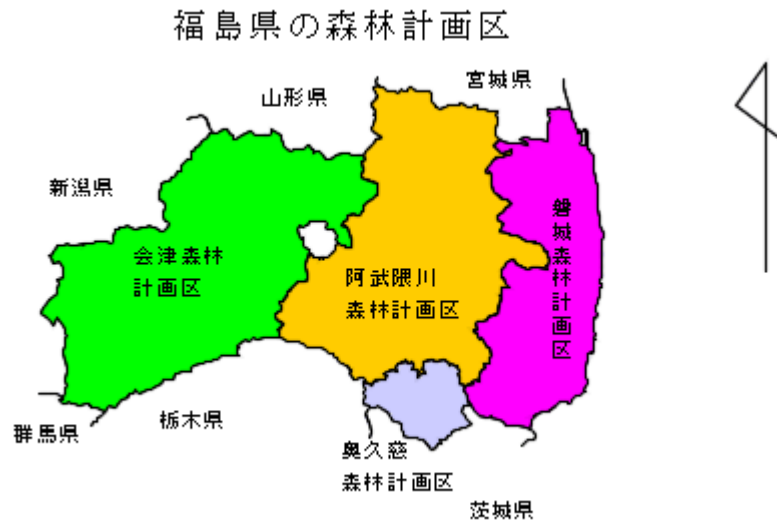 福島県の森林計画区
宮城県
山形県
新潟県
磐城森林計画区
会津森林
計画区
阿武隈川
森林計画区
群馬県
栃木県
奥久慈
森林計画区
茨城県